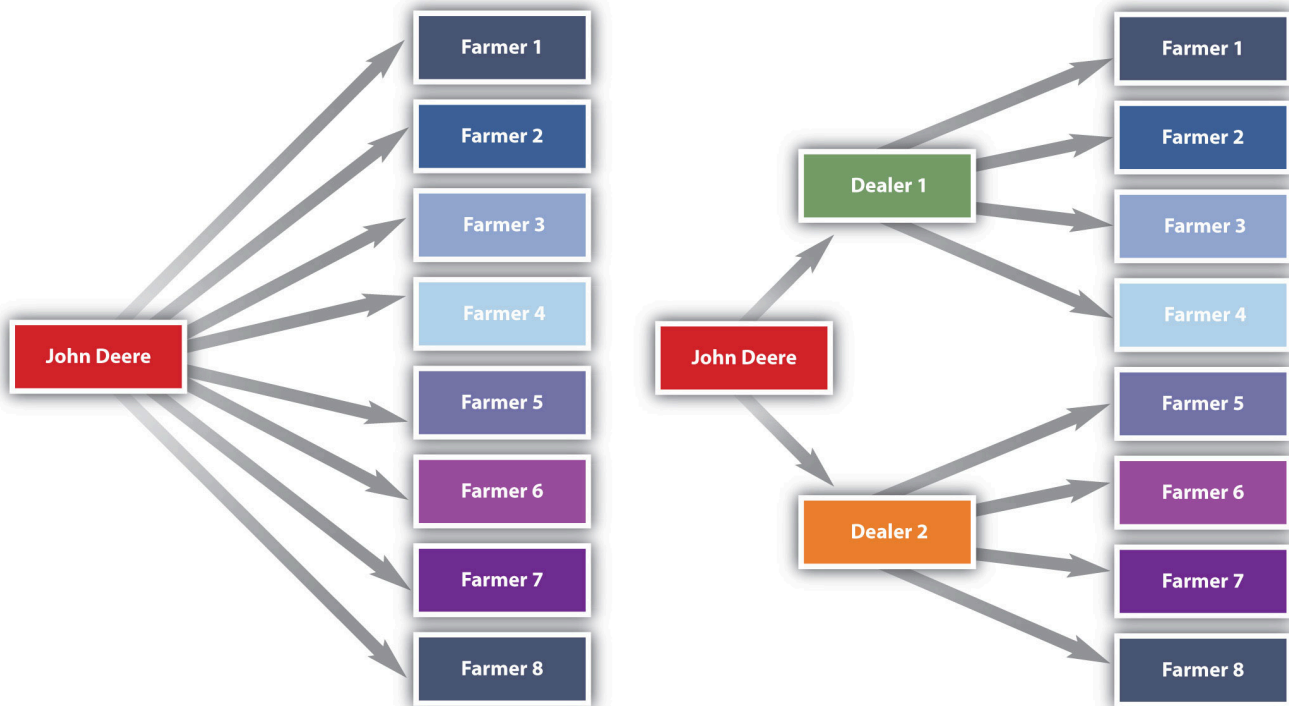 John Deere
Farmer 1
Farmer 2
Farmer 3
Farmer 4
Farmer 5
Farmer 6
Farmer 7
Farmer 8
John Deere
Dealer 1
Dealer 2
Farmer 1
Farmer 2
Farmer 3
Farmer 4
Farmer 5
Farmer 6
Farmer 7
Farmer 8